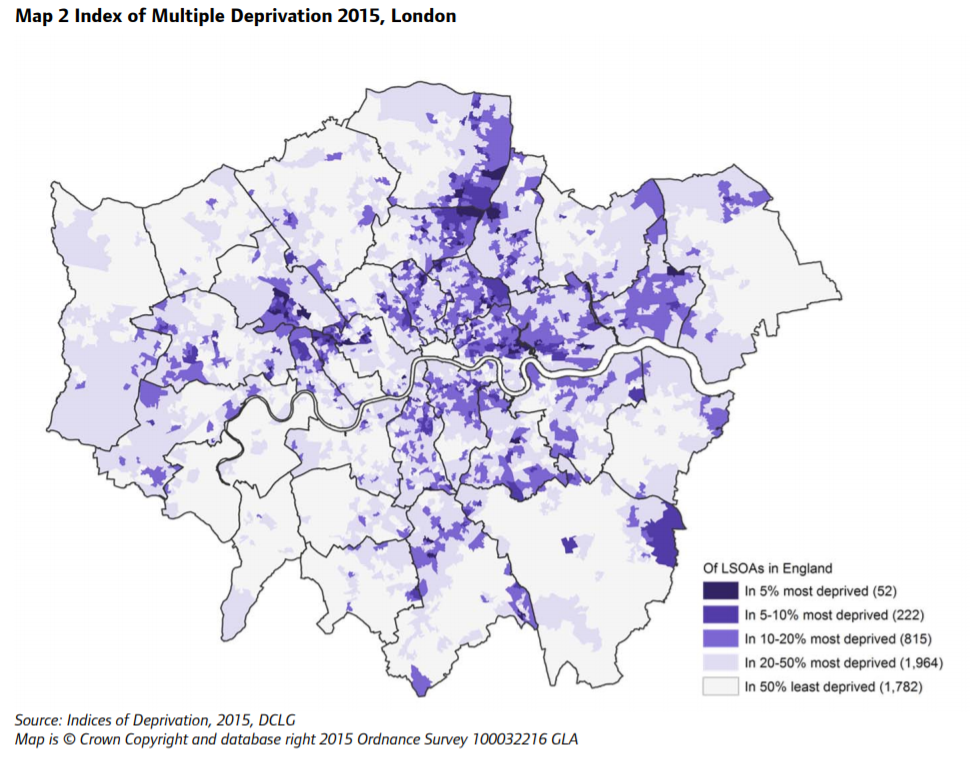 Map 2 Index of Multiple Deprivation 2015, London
Of LSOAs in England
In 5% most deprived (52)
In 5-10% most deprived (222)
In 10-20% most deprived (815)
In 20-50% most deprived (1,964)
In 50% least deprived (1,782)
Source: Indices of Deprivation, 2015, DCLG
Map is © Crown Copyright and database right 2015 Ordnance Survey 100032216 GLA